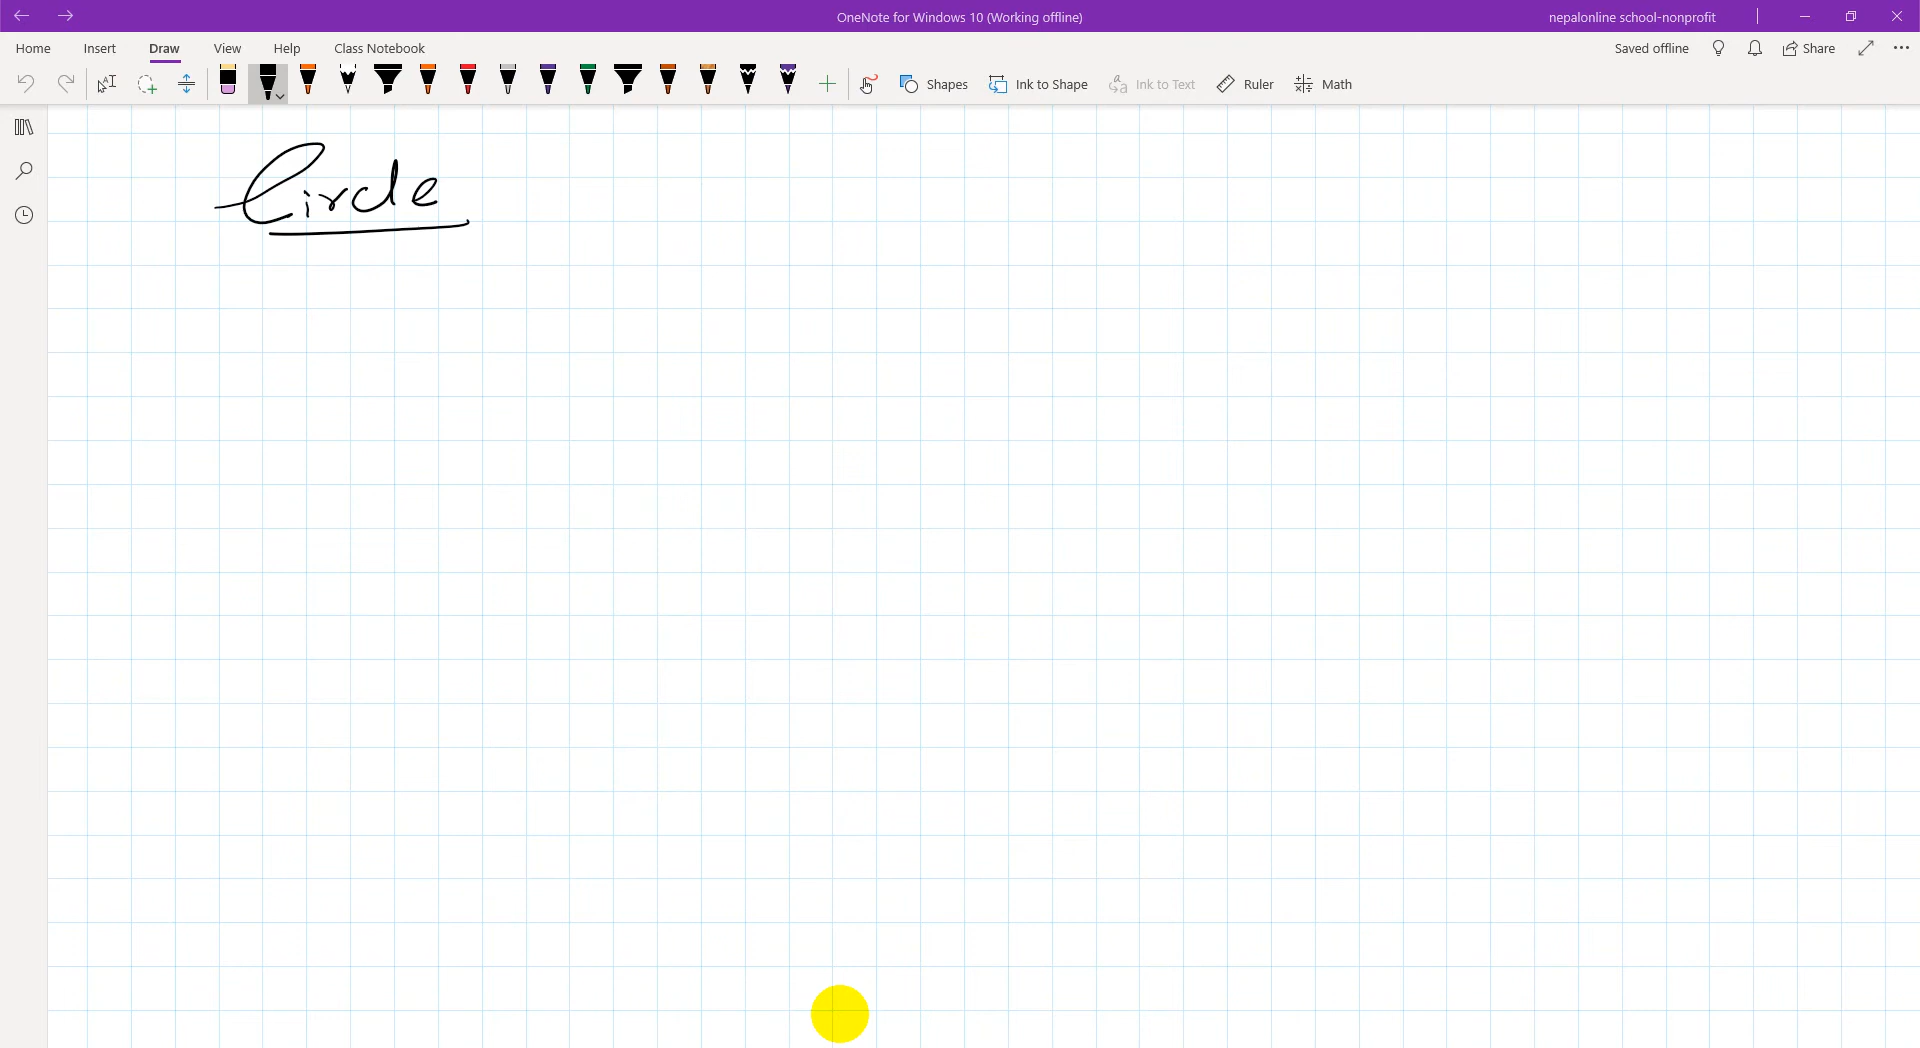 OneNote for Windows 10 (Working offline)
nepalonline school-nonprofit
Home Insert Draw View Help Class Notebook
Saved offline Share
Shapes Ink to Shape Ink to Text Ruler Math
Circle